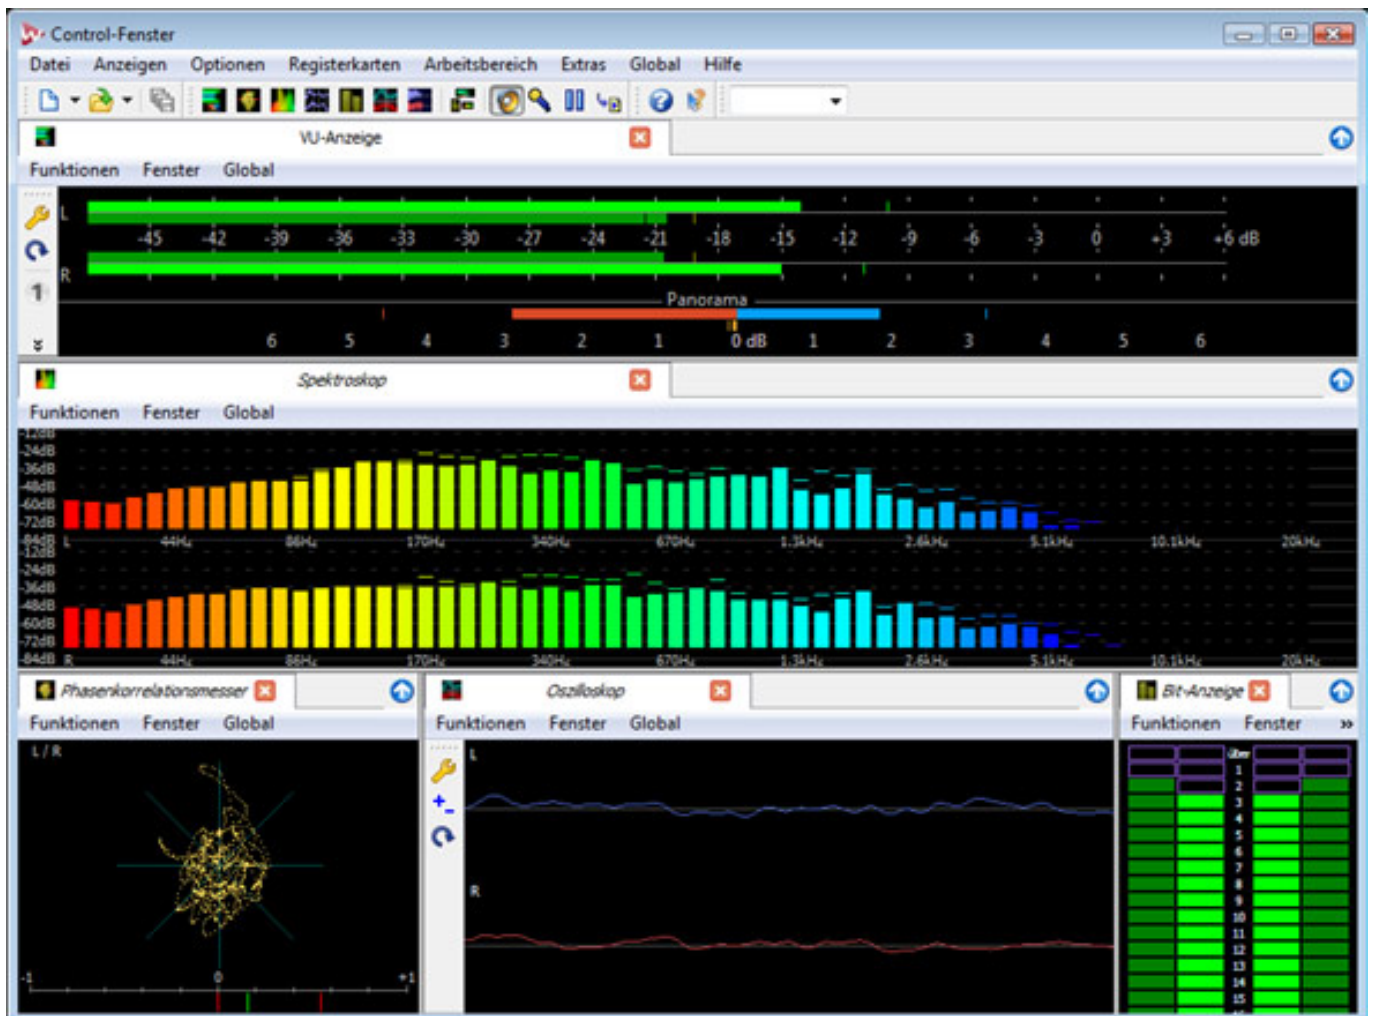 Control-Fenster
Datei Anzeigen Optionen Registerkarten Arbeitsbereich Extras Global Hilfe
VU-Anzeige
Funktionen Fenster Global
L
-45 -42 -39 -36 -33 -30 -27 -24 -21 -18 -15 -12 -9 -6 -3 0 +3 +6 dB
R
1
Panorama
6 5 4 3 2 1 0 dB 1 2 3 4 5 6
Spektroskop
Funktionen Fenster Global
-12dB
-24dB
-36dB
-48dB
-60dB
-72dB
-84dB L 44Hz 86Hz 170Hz 340Hz 670Hz 1.3kHz 2.6kHz 5.1kHz 10.1kHz 20kHz
-12dB
-24dB
-36dB
-48dB
-60dB
-72dB
-84dB R 44Hz 86Hz 170Hz 340Hz 670Hz 1.3kHz 2.6kHz 5.1kHz 10.1kHz 20kHz
Phasenkorrelationsmesser Oszilloskop Bit-Anzeige
Funktionen Fenster Global Funktionen Fenster Global Funktionen Fenster »
L / R
-1 0 +1
L
R
über
1
2
3
4
5
6
7
8
9
10
11
12
13
14
15